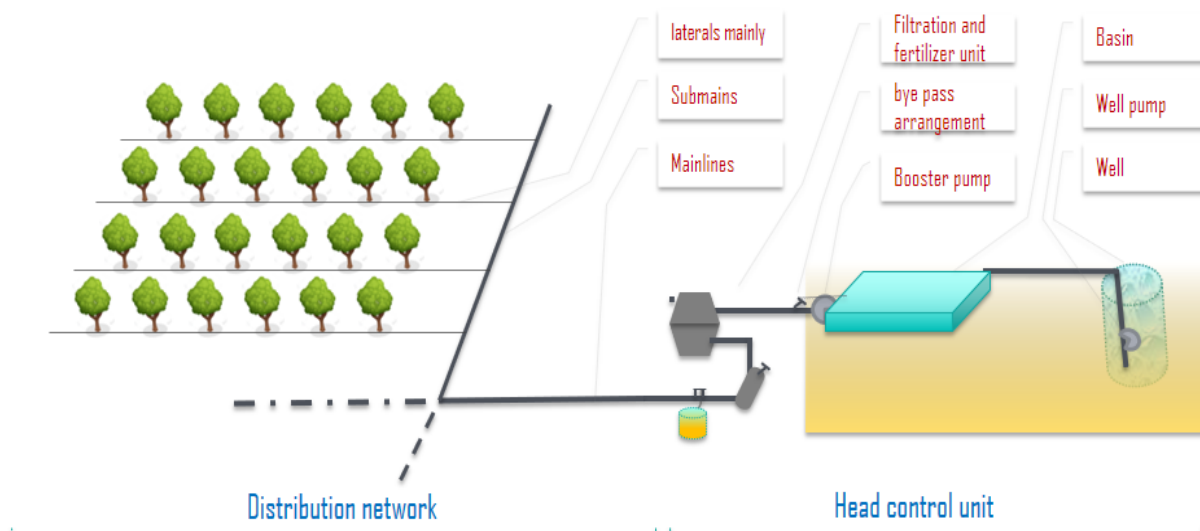 laterals mainly
Submains
Mainlines
Filtration and
fertilizer unit
bye pass
arrangement
Booster pump
Basin
Well pump
Well
Distribution network
Head control unit